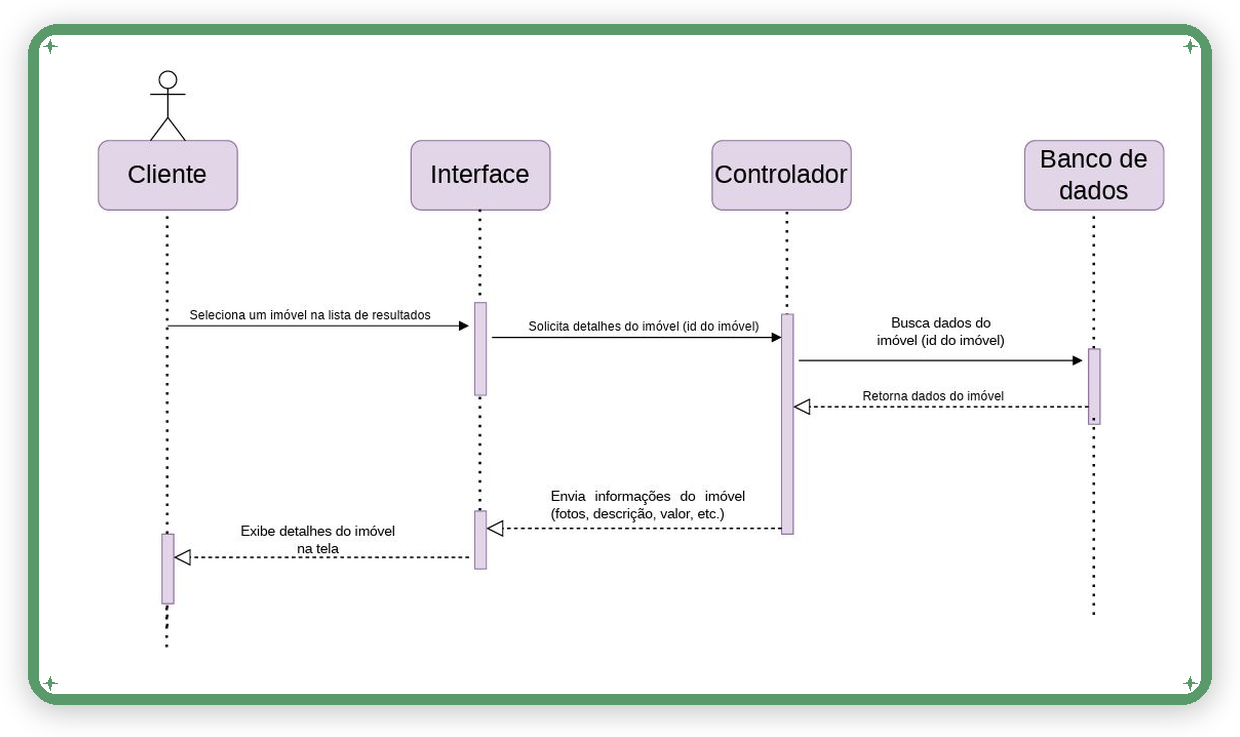 Cliente
Interface
Controlador
Banco de
dados
Seleciona um imóvel na lista de resultados
Solicita detalhes do imóvel (id do imóvel)
Busca dados do
imóvel (id do imóvel)
Retorna dados do imóvel
Envia informações do imóvel
(fotos, descrição, valor, etc.)
Exibe detalhes do imóvel
na tela